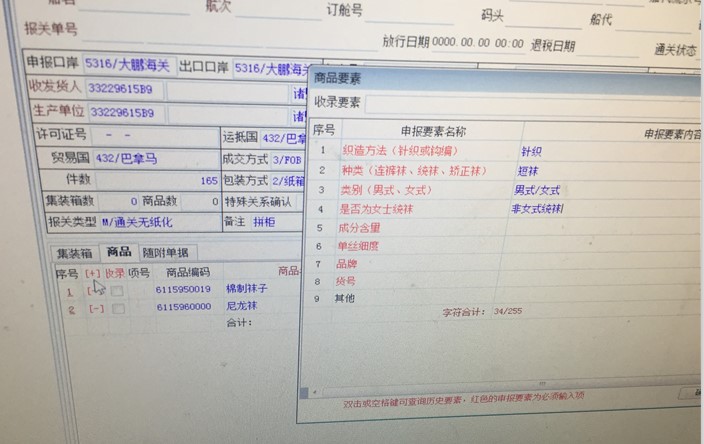 航次 订舱号 码头 船代
报关单号 放行日期 0000.00.00 00:00 退税日期 通关状态
申报口岸 5316/大鹏海关 出口口岸 5316/大鹏海关
收发货人 33229615B9
生产单位 33229615B9
许可证号 - - 运抵国 432/巴拿马
贸易国 432/巴拿马 成交方式 3/FOB
件数 165 包装方式 2/纸箱
集装箱数 0 商品数 0 特殊关系确认
报关类型 M/通关无纸化 备注 拼柜
集装箱 商品 随附单据
序号 [+] 收录 项号 商品编码 商品
1 [-] 6115950019 棉制袜子
2 [-] 6115960000 尼龙袜
合计:
商品要素
收录要素
序号 申报要素名称 申报要素内容
1 织造方法(针织或钩编) 针织
2 种类(连裤袜、统袜、矫正袜) 短袜
3 类别(男式、女式) 男式/女式
4 是否为女士统袜 非女式统袜
5 成分含量
6 单丝细度
7 品牌
8 货号
9 其他
字符合计: 34/255
双击或空格键可查询历史要素,红色的申报要素为必须输入项